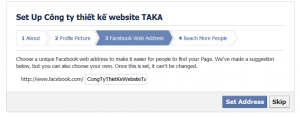 Set Up Công ty thiết kế website TAKA
1 About
2 Profile Picture
3 Facebook Web Address
4 Reach More People
Choose a unique Facebook web address to make it easier for people to find your Page. We've made a suggestion
below, but you can also choose your own. Once this is set, it can't be changed.
http://www.facebook.com/ CongTyThietKeWebsiteTa
Set Address
Skip